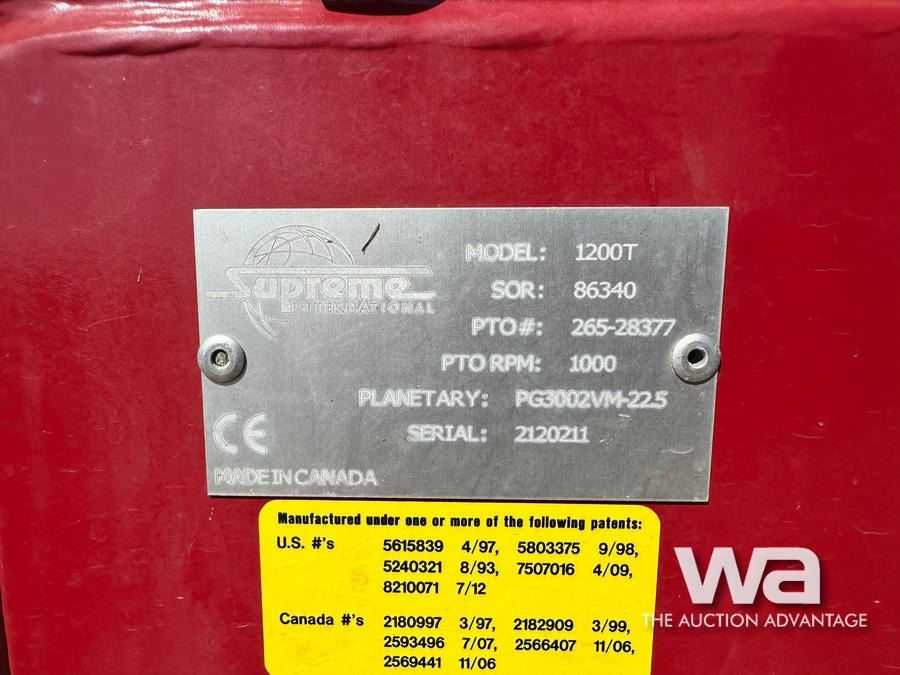 Supreme
INTERNATIONAL
MODEL: 1200T
SOR: 86340
PTO#: 265-28377
PTO RPM: 1000
PLANETARY: PG3002VM-22.5
SERIAL: 2120211
CE
MADE IN CANADA
Manufactured under one or more of the following patents:
U.S. #'s 5615839 4/97, 5803375 9/98,
5240321 8/93, 7507016 4/09,
8210071 7/12
Canada #'s 2180997 3/97, 2182909 3/99,
2593496 7/07, 2566407 11/06,
2569441 11/06
wa
THE AUCTION ADVANTAGE